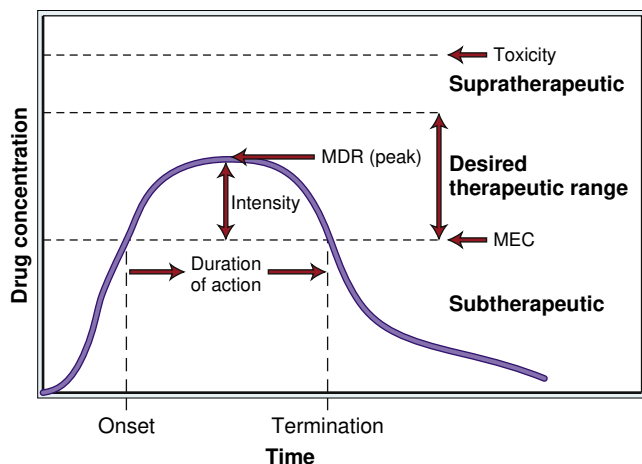 Toxicity
Supratherapeutic
MDR (peak)
Desired
therapeutic range
Intensity
MEC
Duration
of action
Subtherapeutic
Drug concentration
Onset
Termination
Time